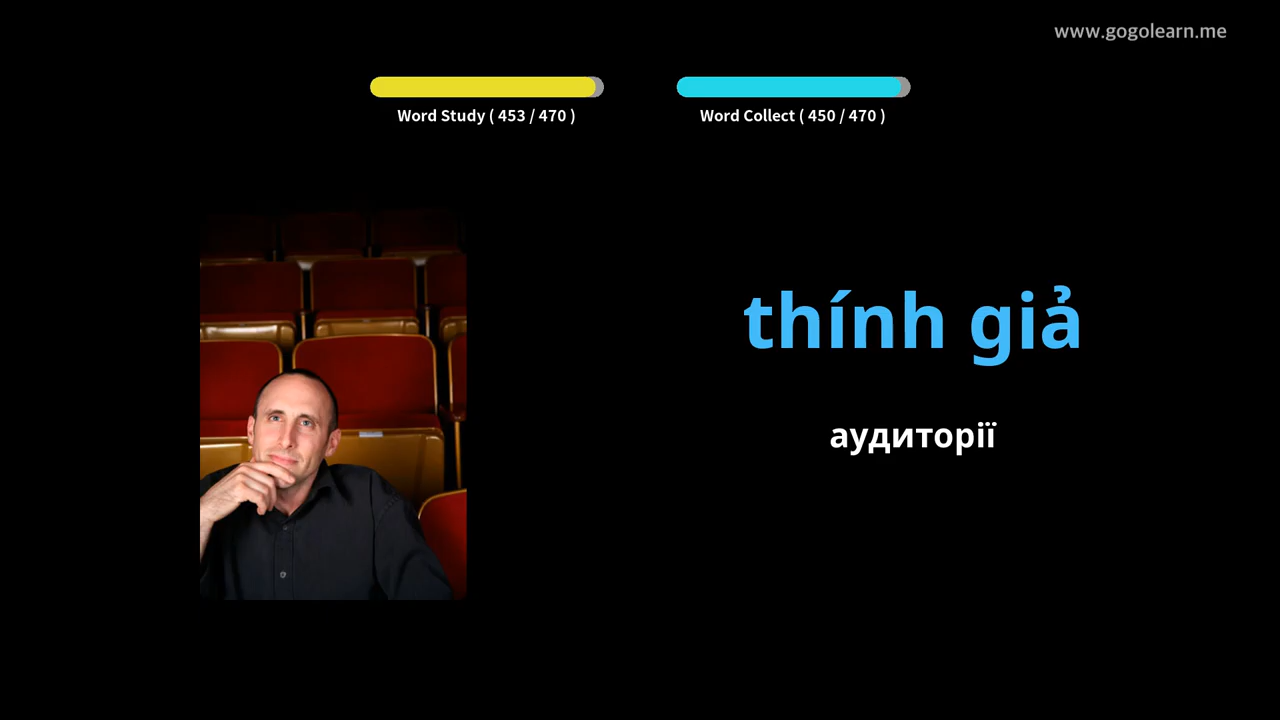 www.gogolearn.me
Word Study ( 453 / 470 )
Word Collect ( 450 / 470 )
thính giả
аудиторії